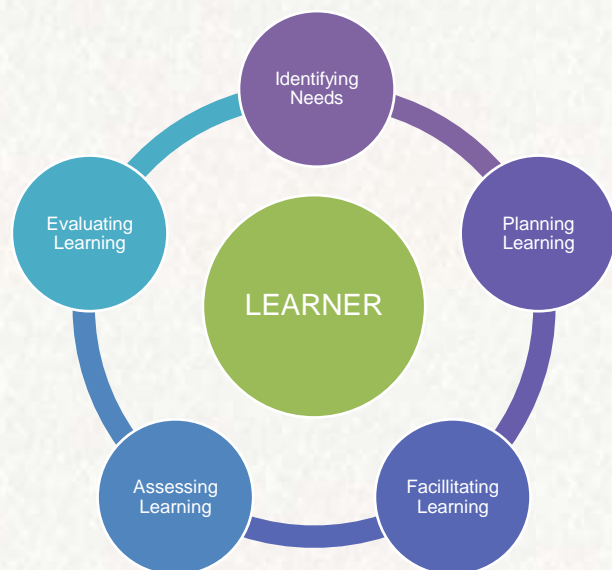 Identifying
Needs
Planning
Learning
Facillitating
Learning
Assessing
Learning
Evaluating
Learning
LEARNER